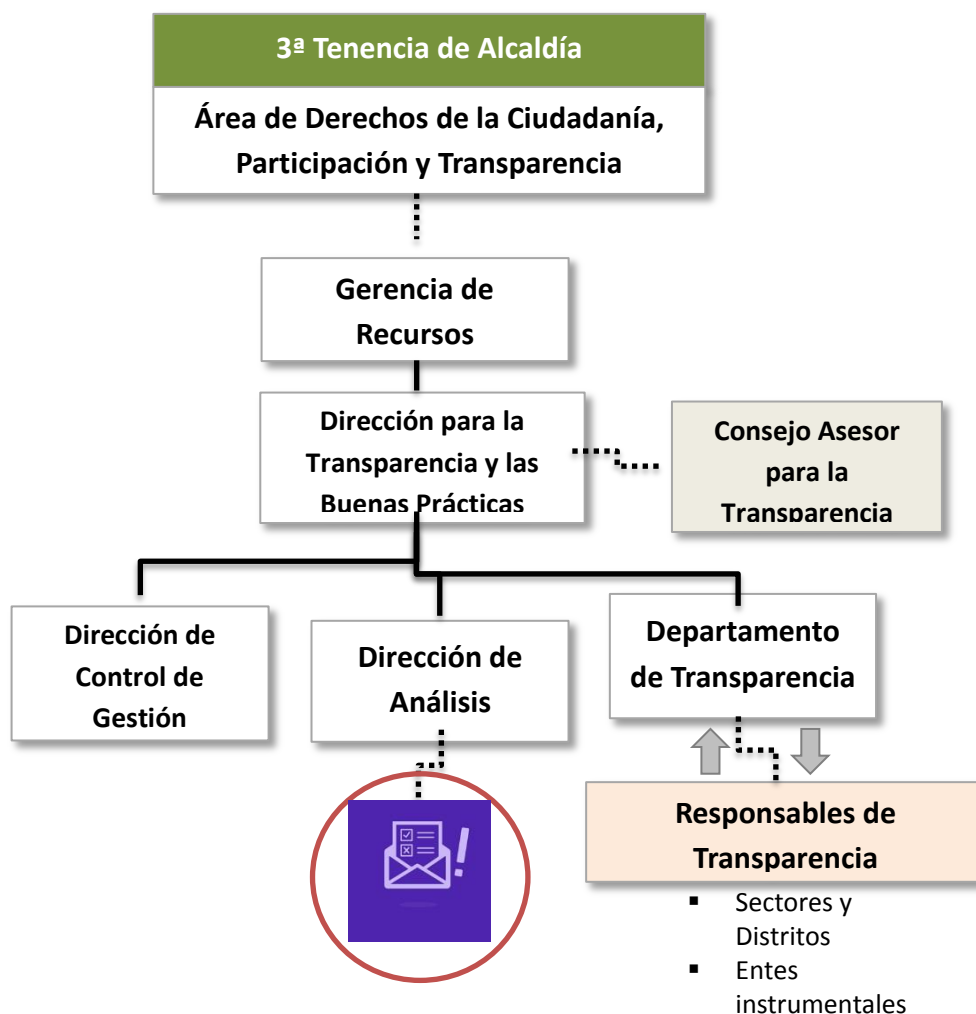 3ª Tenencia de Alcaldía
Área de Derechos de la Ciudadanía,
Participación y Transparencia
Gerencia de
Recursos
Dirección para la
Transparencia y las
Buenas Prácticas
Consejo Asesor
para la
Transparencia
Dirección de
Control de
Gestión
Dirección de
Análisis
Departamento
de Transparencia
Responsables de
Transparencia
▪ Sectores y
Distritos
▪ Entes
instrumentales